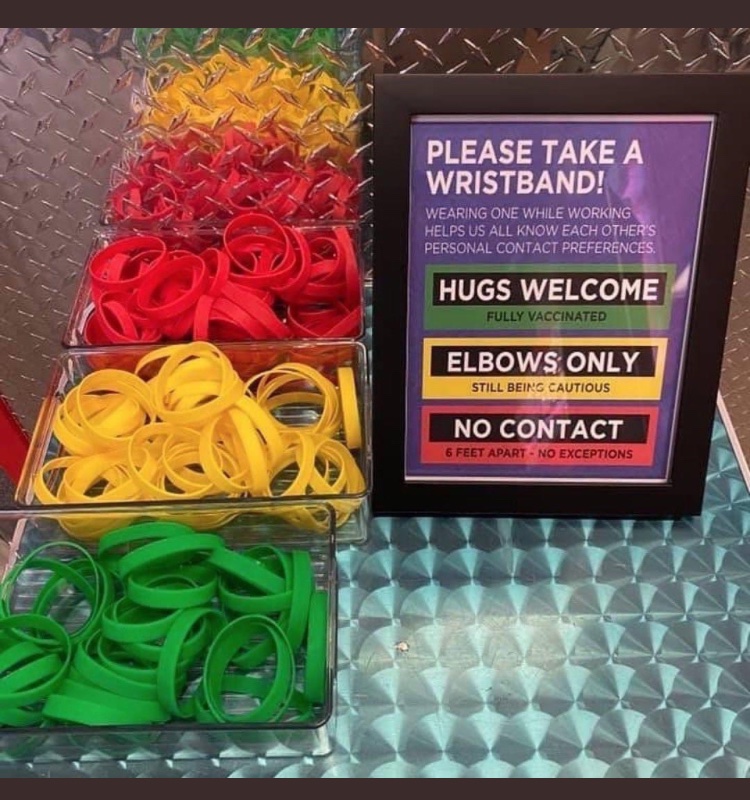 PLEASE TAKE A
WRISTBAND!
WEARING ONE WHILE WORKING
HELPS US ALL KNOW EACH OTHER'S
PERSONAL CONTACT PREFERENCES.
HUGS WELCOME
FULLY VACCINATED
ELBOWS ONLY
STILL BEING CAUTIOUS
NO CONTACT
6 FEET APART - NO EXCEPTIONS